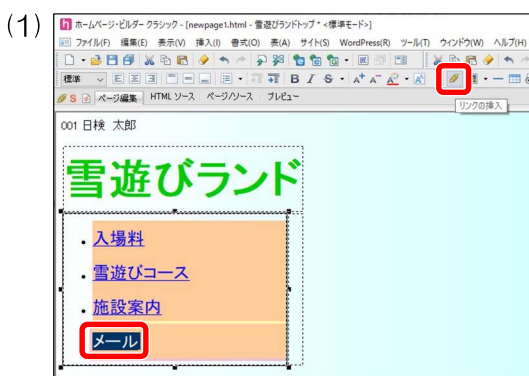 (1)
ホームページ・ビルダー クラシック - [newpage1.html - 雪遊びランドトップ * <標準モード>]
ファイル(F) 編集(E) 表示(V) 挿入(I) 書式(O) 表(A) サイト(S) WordPress(R) ツール(T) ウィンドウ(W) ヘルプ(H)
標準 B I S A+ A-
リンクの挿入
S ページ編集 HTML ソース ページ/ソース プレビュー
001 日検 太郎
雪遊びランド
・入場料
・雪遊びコース
・施設案内
・メール